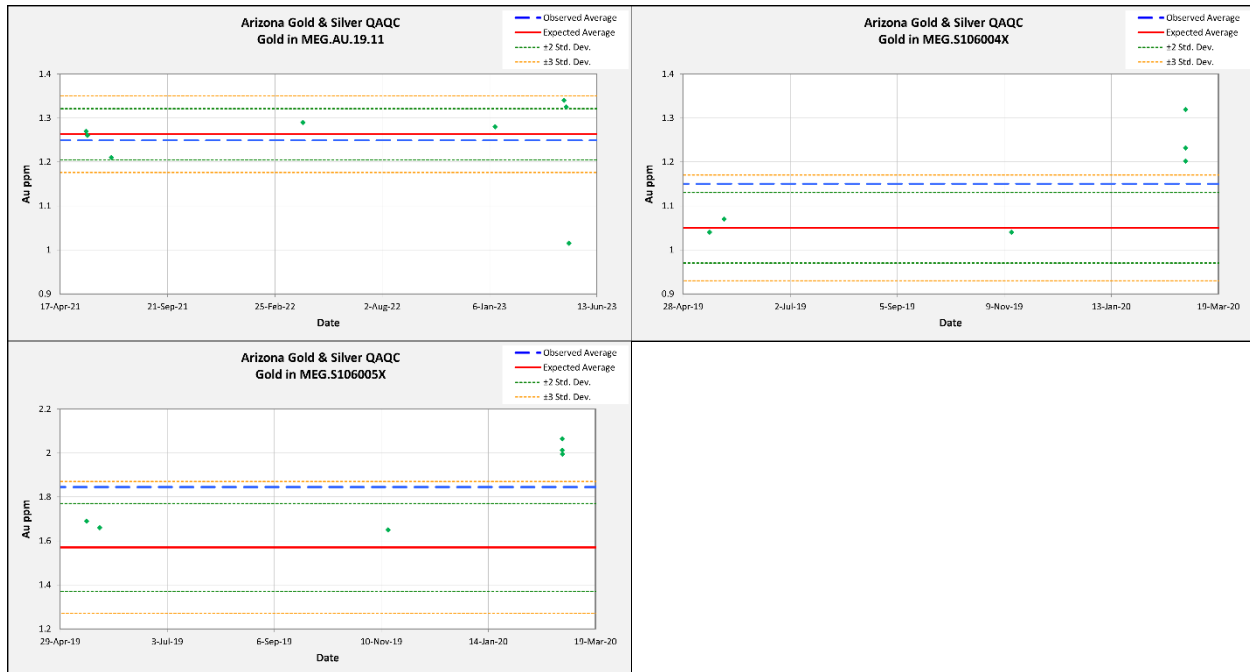 Arizona Gold & Silver QAQC
Gold in MEG.AU.19.11
Observed Average
Expected Average
±2 Std. Dev.
±3 Std. Dev.
1.4
1.3
1.2
1.1
1
0.9
Au ppm
17-Apr-21 21-Sep-21 25-Feb-22 2-Aug-22 6-Jan-23 13-Jun-23
Date
Arizona Gold & Silver QAQC
Gold in MEG.S106004X
Observed Average
Expected Average
±2 Std. Dev.
±3 Std. Dev.
1.4
1.3
1.2
1.1
1
0.9
Au ppm
28-Apr-19 2-Jul-19 5-Sep-19 9-Nov-19 13-Jan-20 19-Mar-20
Date
Arizona Gold & Silver QAQC
Gold in MEG.S106005X
Observed Average
Expected Average
±2 Std. Dev.
±3 Std. Dev.
2.2
2
1.8
1.6
1.4
1.2
Au ppm
29-Apr-19 3-Jul-19 6-Sep-19 10-Nov-19 14-Jan-20 19-Mar-20
Date